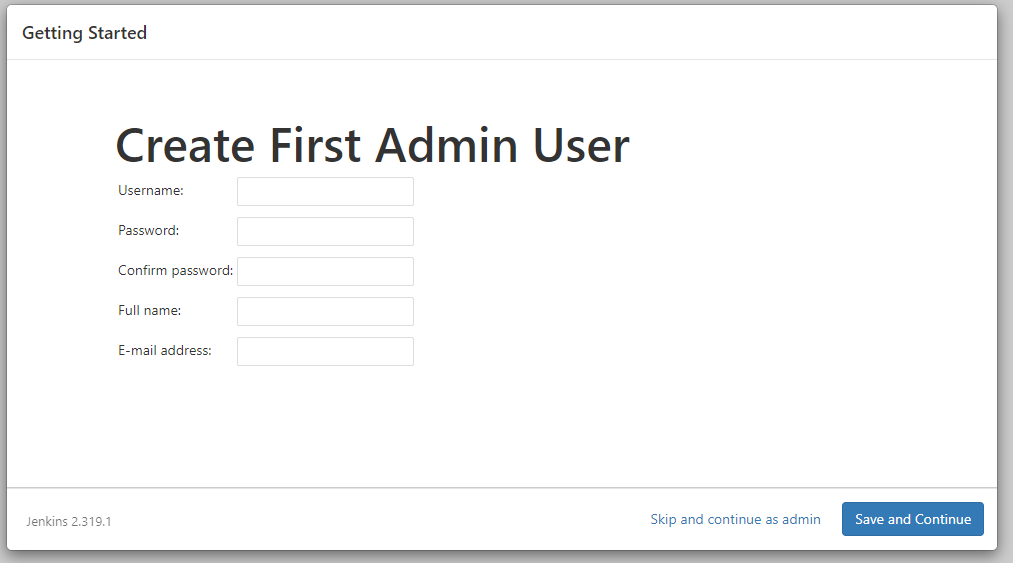 Getting Started
Create First Admin User
Username:
Password:
Confirm password:
Full name:
E-mail address:
Jenkins 2.319.1
Skip and continue as admin
Save and Continue